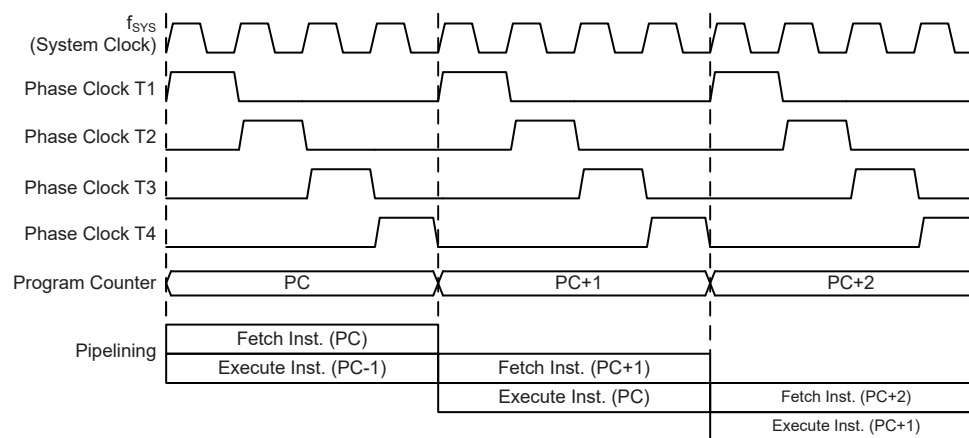 fSYS
(System Clock)
Phase Clock T1
Phase Clock T2
Phase Clock T3
Phase Clock T4
Program Counter PC PC+1 PC+2
Pipelining
Fetch Inst. (PC)
Execute Inst. (PC-1) Fetch Inst. (PC+1)
Execute Inst. (PC) Fetch Inst. (PC+2)
Execute Inst. (PC+1)